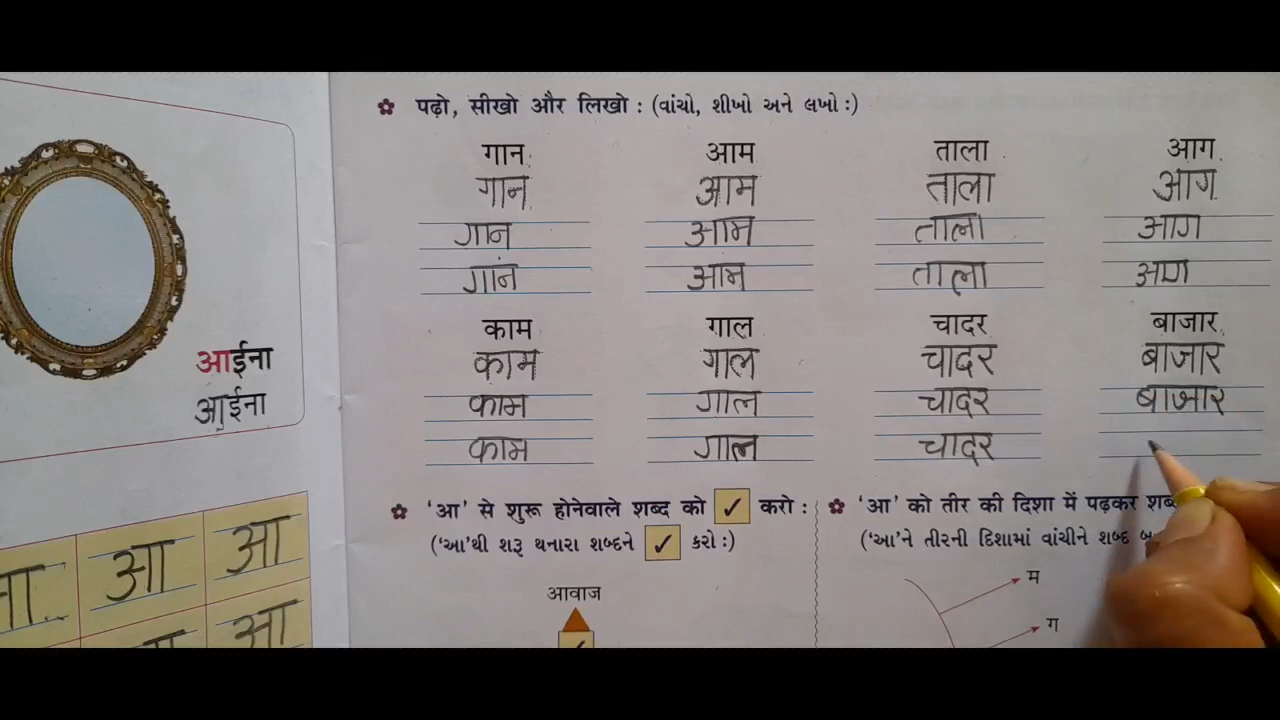 ✿ पढ़ो, सीखो और लिखो : (વાંચો, શીખો અને લખો :)
गान आम ताला आग
गान आम ताला आग
गान आम ताला आग
गान आम ताला आग
काम गाल चादर बाजार
काम गाल चादर बाजार
काम गाल चादर बाजार
काम गाल चादर
आईना
आईना
आ आ
आ
✿ 'आ' से शुरू होनेवाले शब्द को ✓ करो :
('આ'થી શરૂ થનારા શબ્દને ✓ કરો :)
आवाज
✿ 'आ' को तीर की दिशा में पढ़कर
('આ'ને તીરની દિશામાં વાંચીને શબ્દ
म
ग